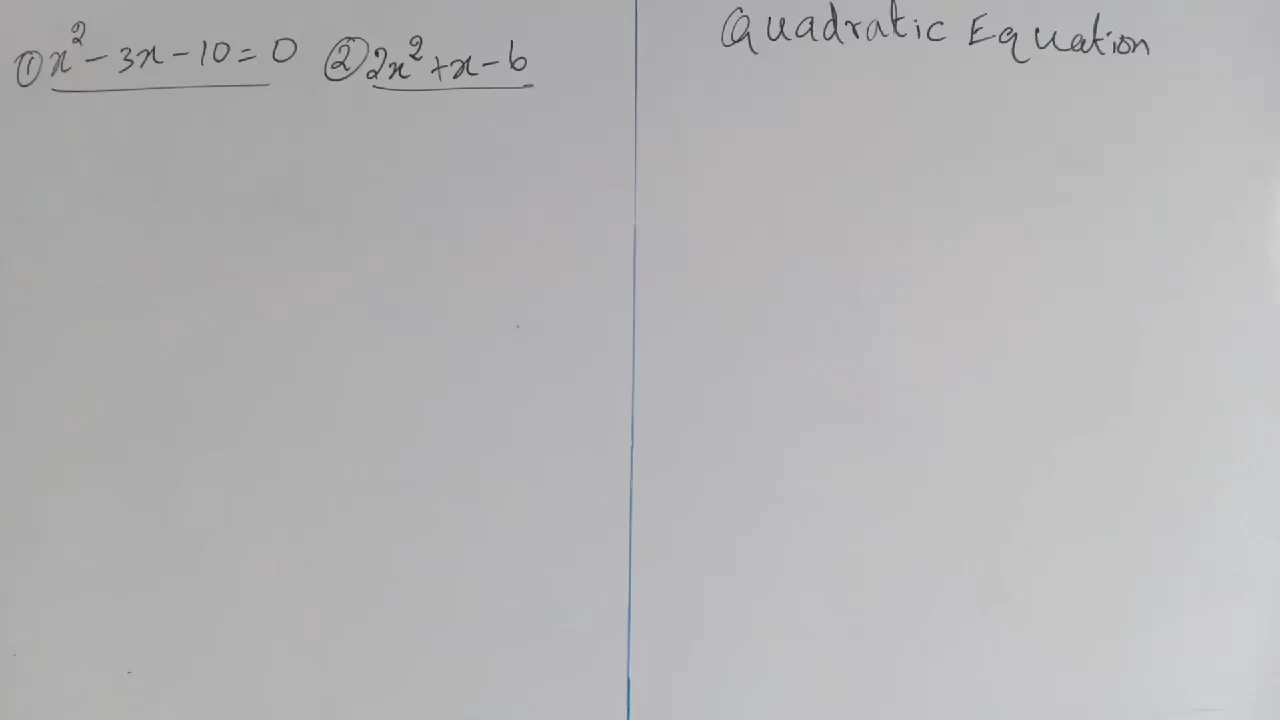 ① x² - 3x - 10 = 0 ② 2x² + x - 6
Quadratic Equation